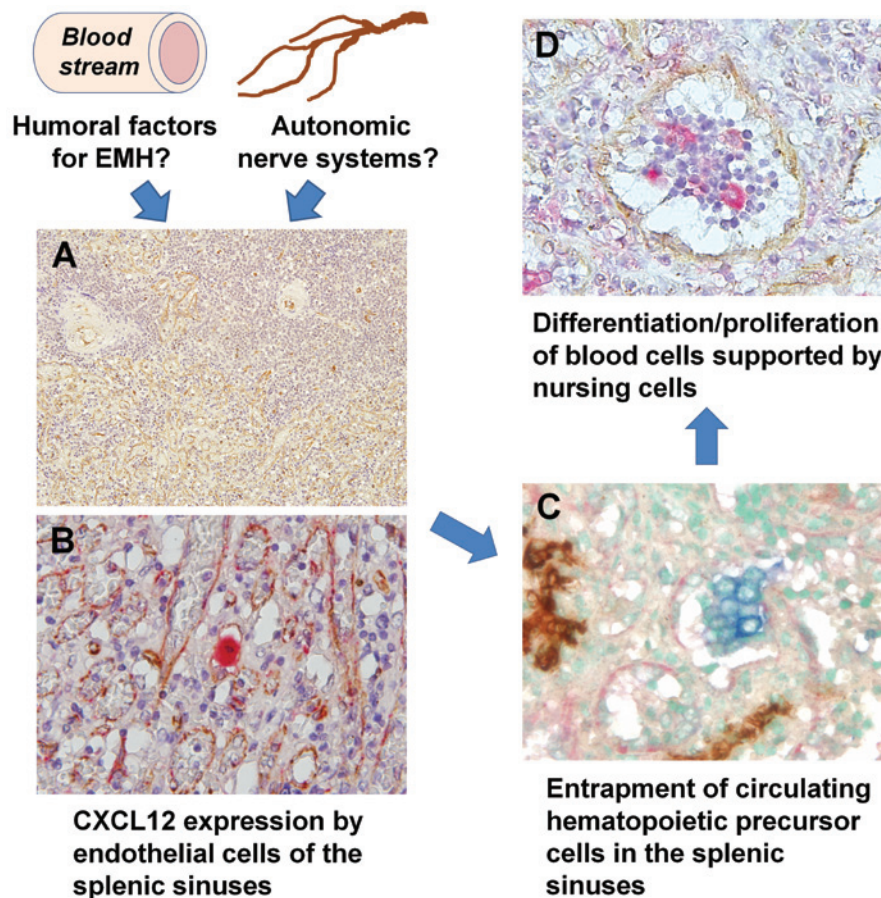 Blood
stream
Humoral factors
for EMH?
Autonomic
nerve systems?
A
B
CXCL12 expression by
endothelial cells of the
splenic sinuses
C
Entrapment of circulating
hematopoietic precursor
cells in the splenic
sinuses
D
Differentiation/proliferation
of blood cells supported by
nursing cells